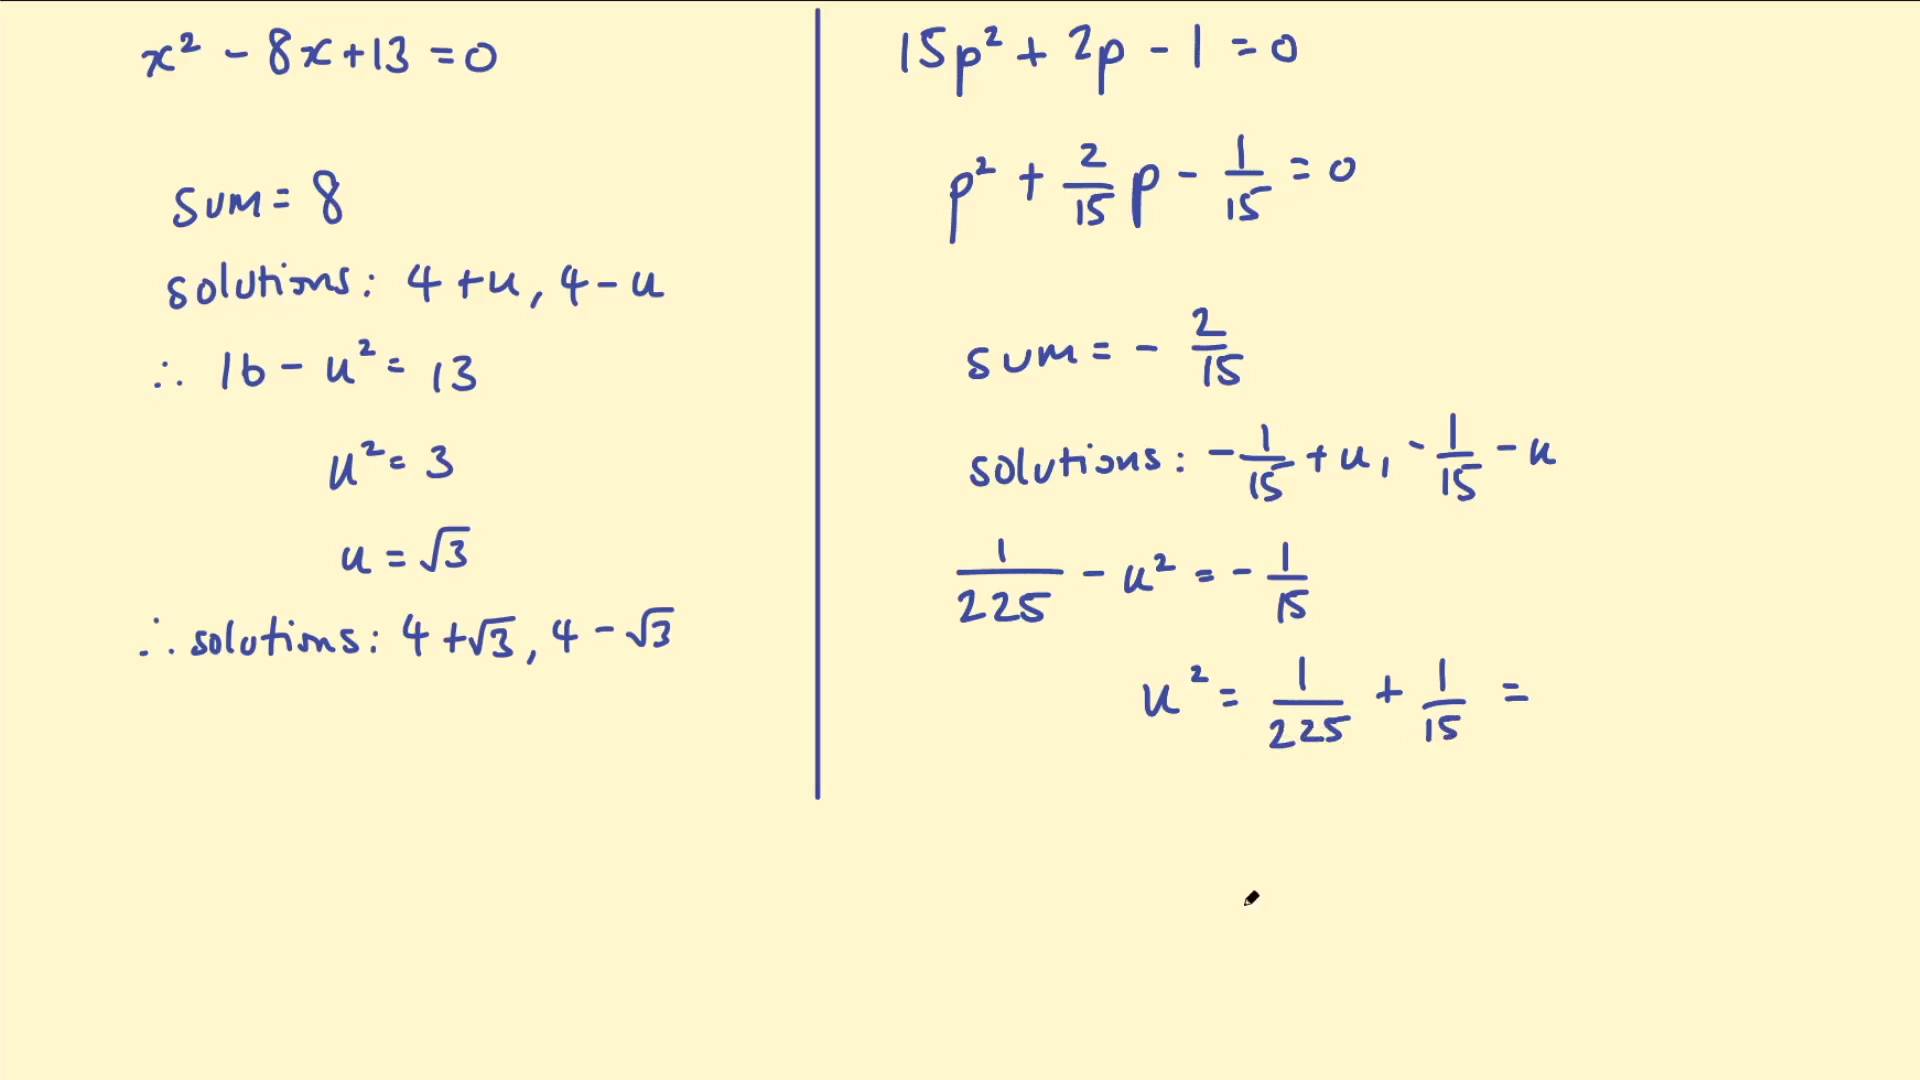 x² - 8x + 13 = 0
sum = 8
solutions: 4 + u, 4 - u
∴ 16 - u² = 13
u² = 3
u = √3
∴ solutions: 4 + √3, 4 - √3
15p² + 2p - 1 = 0
p² + 2/15 p - 1/15 = 0
sum = - 2/15
solutions: - 1/15 + u, - 1/15 - u
1/225 - u² = - 1/15
u² = 1/225 + 1/15 =